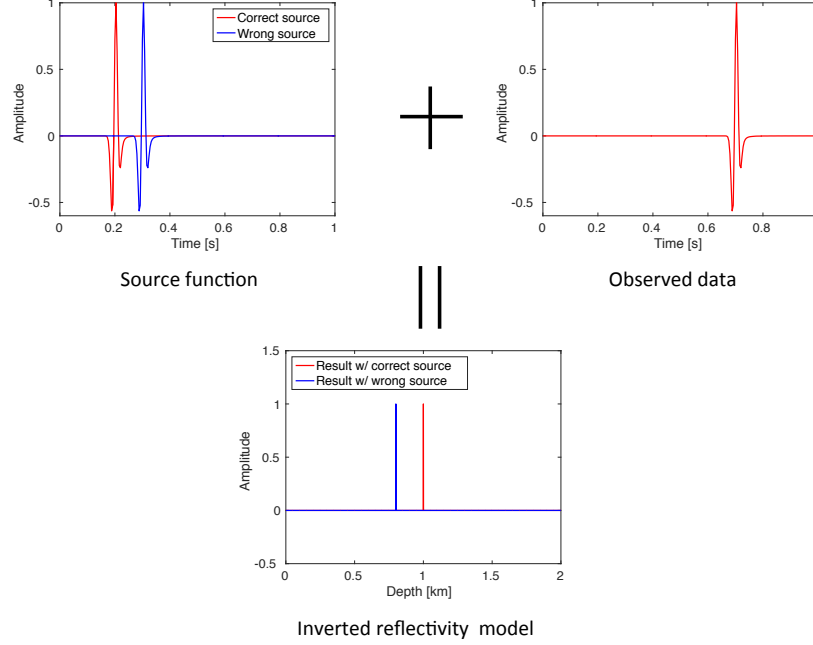 1
0.5
0
-0.5
Amplitude
Correct source
Wrong source
0 0.2 0.4 0.6 0.8 1
Time [s]
Source function
1
0.5
0
-0.5
Amplitude
0 0.2 0.4 0.6 0.8
Time [s]
Observed data
1.5
1
0.5
0
-0.5
Amplitude
Result w/ correct source
Result w/ wrong source
0 0.5 1 1.5 2
Depth [km]
Inverted reflectivity model